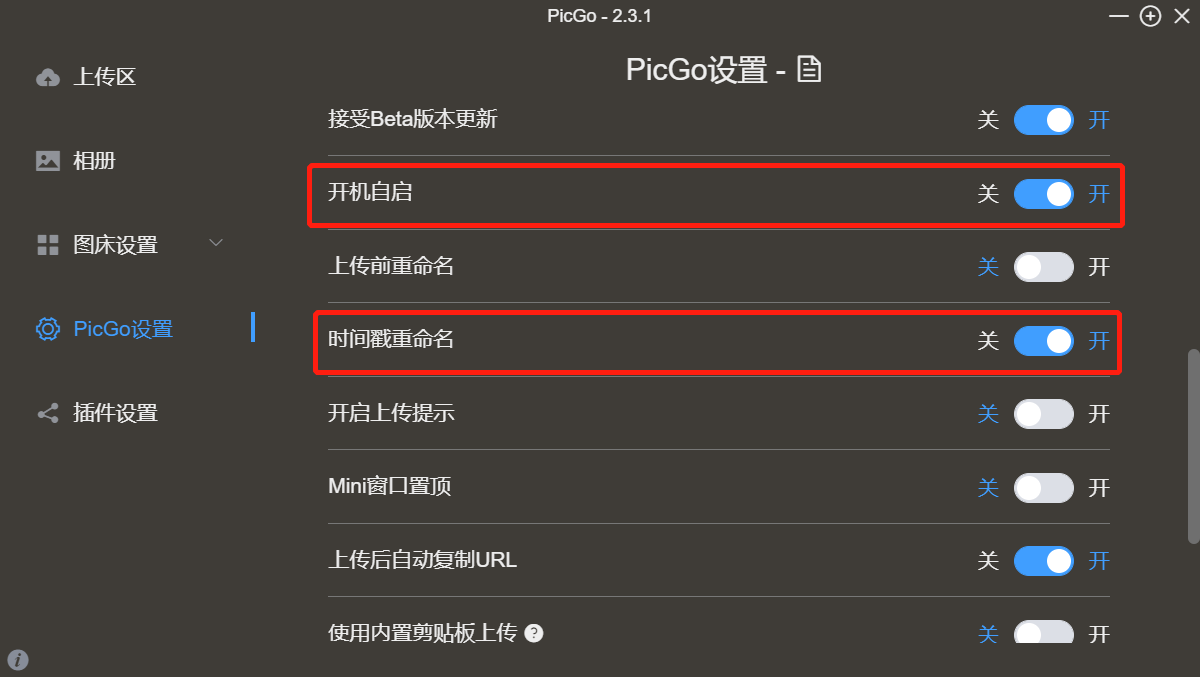 PicGo - 2.3.1
上传区
相册
图床设置
PicGo设置
插件设置
PicGo设置 -
接受Beta版本更新 关 开
开机自启 关 开
上传前重命名 关 开
时间戳重命名 关 开
开启上传提示 关 开
Mini窗口置顶 关 开
上传后自动复制URL 关 开
使用内置剪贴板上传 ? 关 开
i